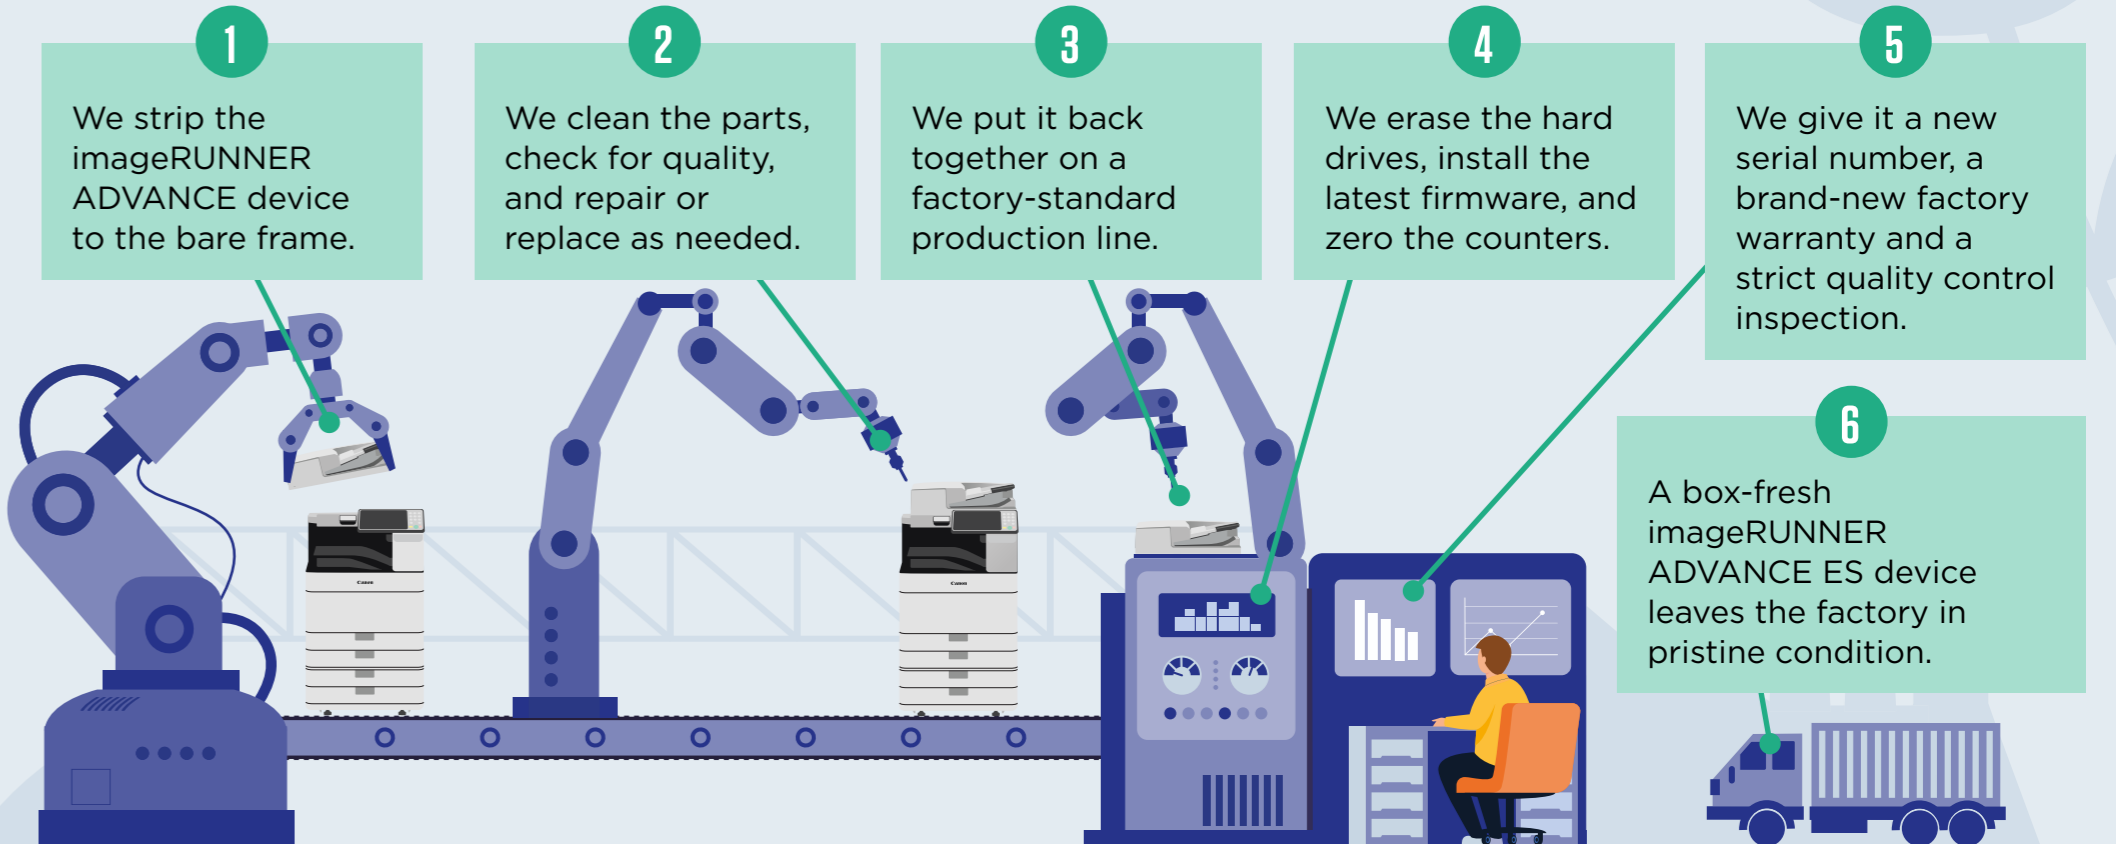 1
We strip the
imageRUNNER
ADVANCE device
to the bare frame.
2
We clean the parts,
check for quality,
and repair or
replace as needed.
3
We put it back
together on a
factory-standard
production line.
4
We erase the hard
drives, install the
latest firmware, and
zero the counters.
5
We give it a new
serial number, a
brand-new factory
warranty and a
strict quality control
inspection.
6
A box-fresh
imageRUNNER
ADVANCE ES device
leaves the factory in
pristine condition.
Canon
Canon